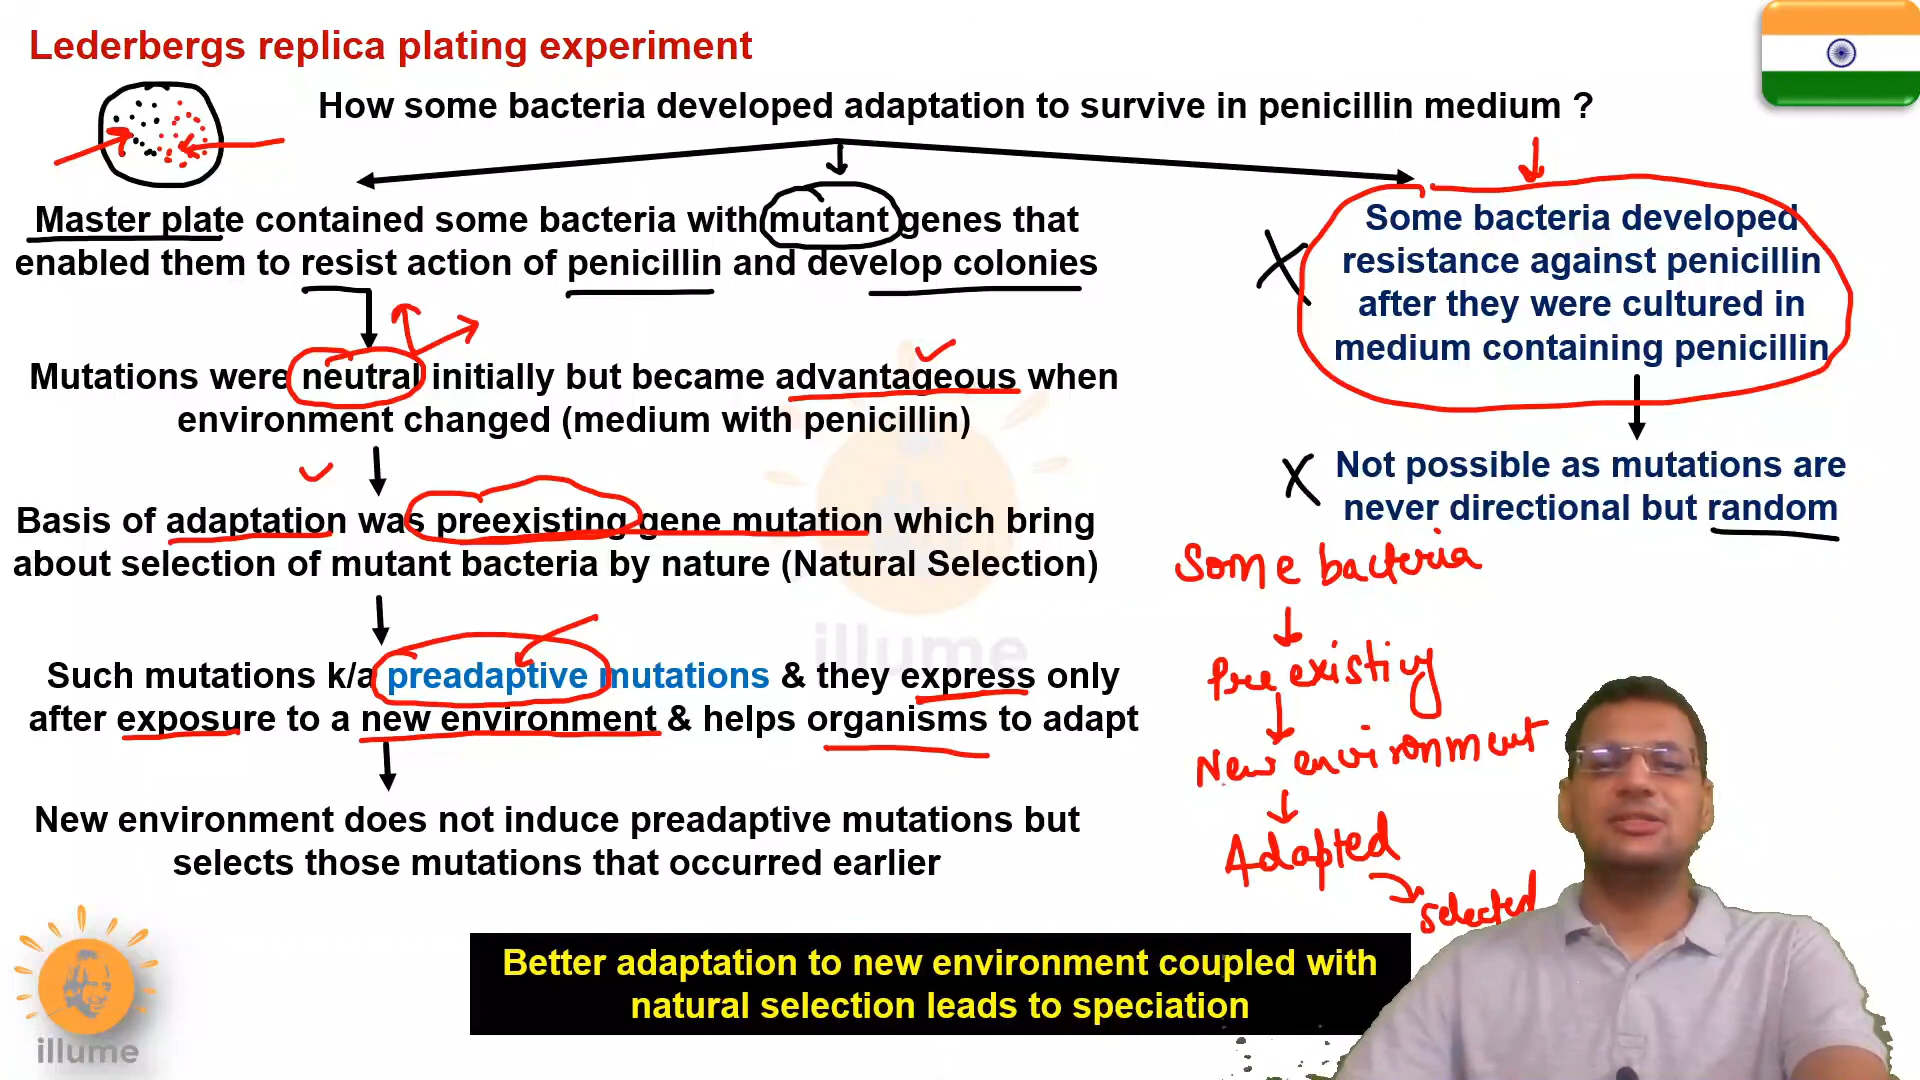 Lederbergs replica plating experiment
How some bacteria developed adaptation to survive in penicillin medium ?
Master plate contained some bacteria with mutant genes that
enabled them to resist action of penicillin and develop colonies
Mutations were neutral initially but became advantageous when
environment changed (medium with penicillin)
Basis of adaptation was preexisting gene mutation which bring
about selection of mutant bacteria by nature (Natural Selection)
Such mutations k/a preadaptive mutations & they express only
after exposure to a new environment & helps organisms to adapt
New environment does not induce preadaptive mutations but
selects those mutations that occurred earlier
Some bacteria developed
resistance against penicillin
after they were cultured in
medium containing penicillin
Not possible as mutations are
never directional but random
Some bacteria
Pre existing
New environment
Adapted
selected
Better adaptation to new environment coupled with
natural selection leads to speciation
illume
illume